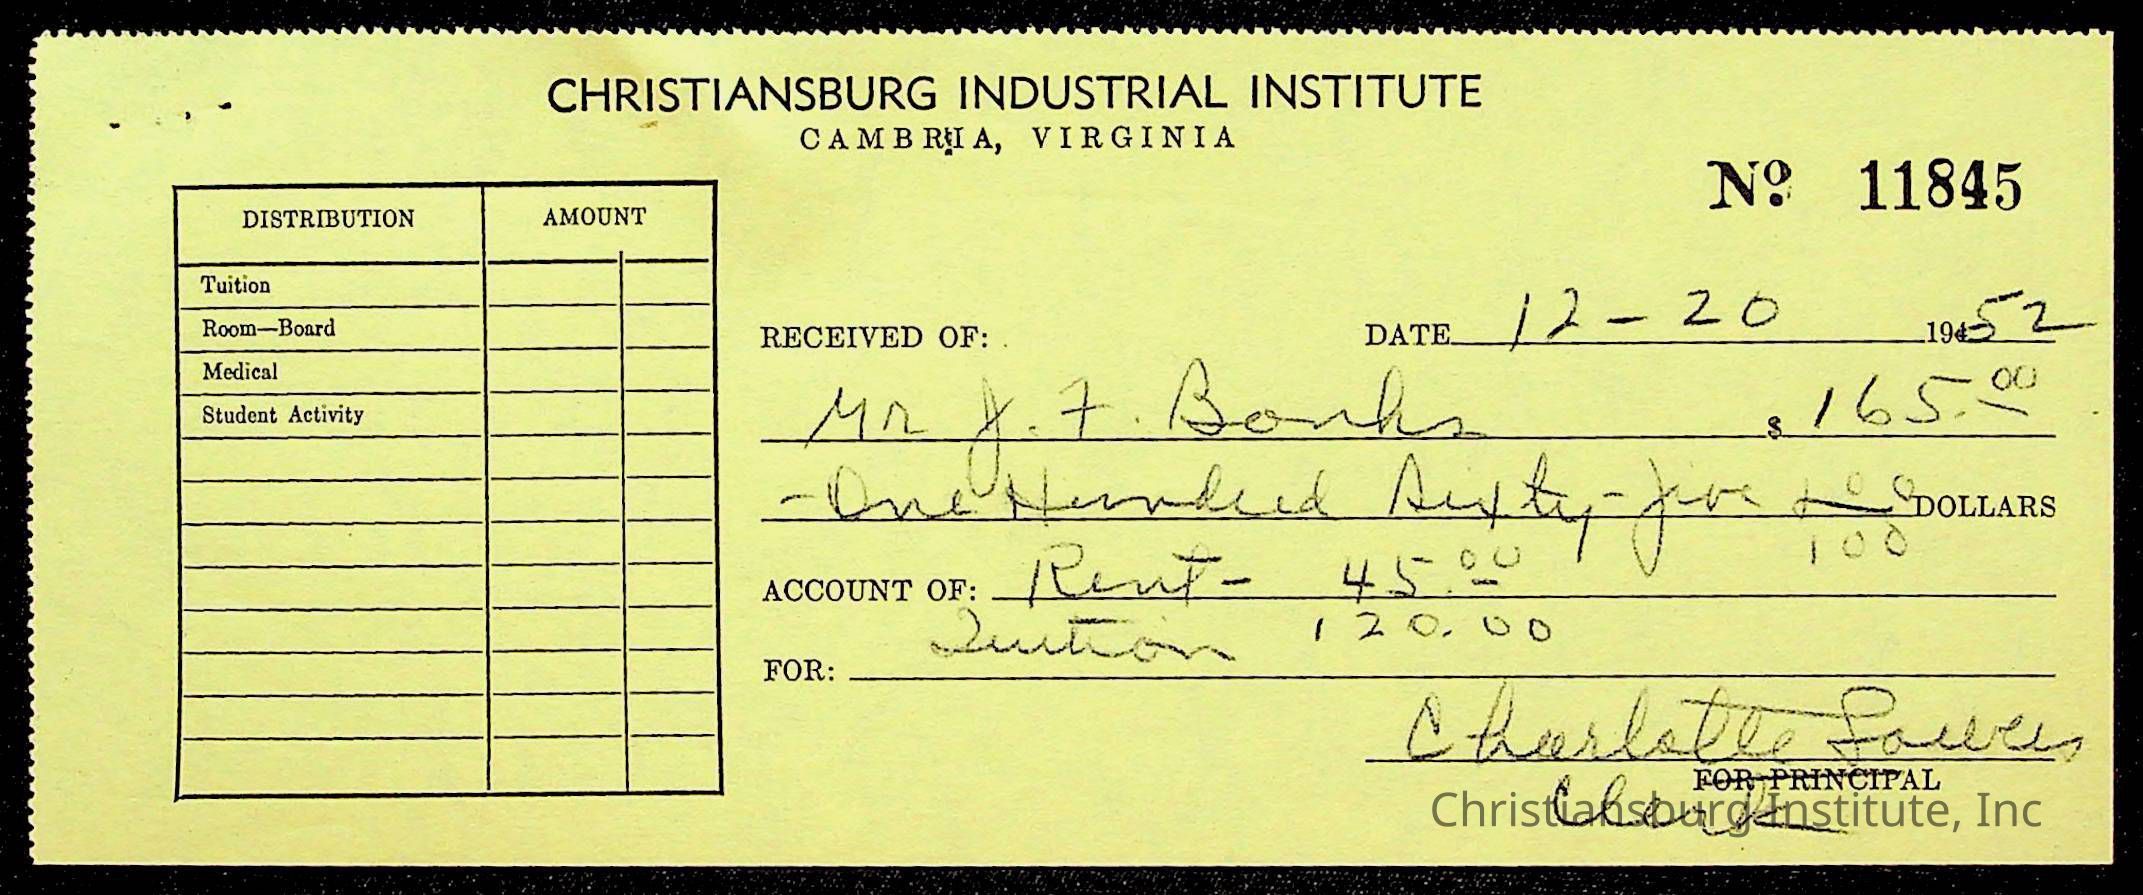 CHRISTIANSBURG INDUSTRIAL INSTITUTE
CAMBRIA, VIRGINIA
No 11845
DISTRIBUTION AMOUNT
Tuition
Room—Board
Medical
Student Activity
RECEIVED OF: DATE 12-20 1952
Mr J. F. Banks $ 165.00
-One Hundred Sixty-five 00/100 DOLLARS
ACCOUNT OF: Rent- 45.00
Tuition 120.00
FOR:
Charlotte
FOR PRINCIPAL
Clerk
Christiansburg Institute, Inc